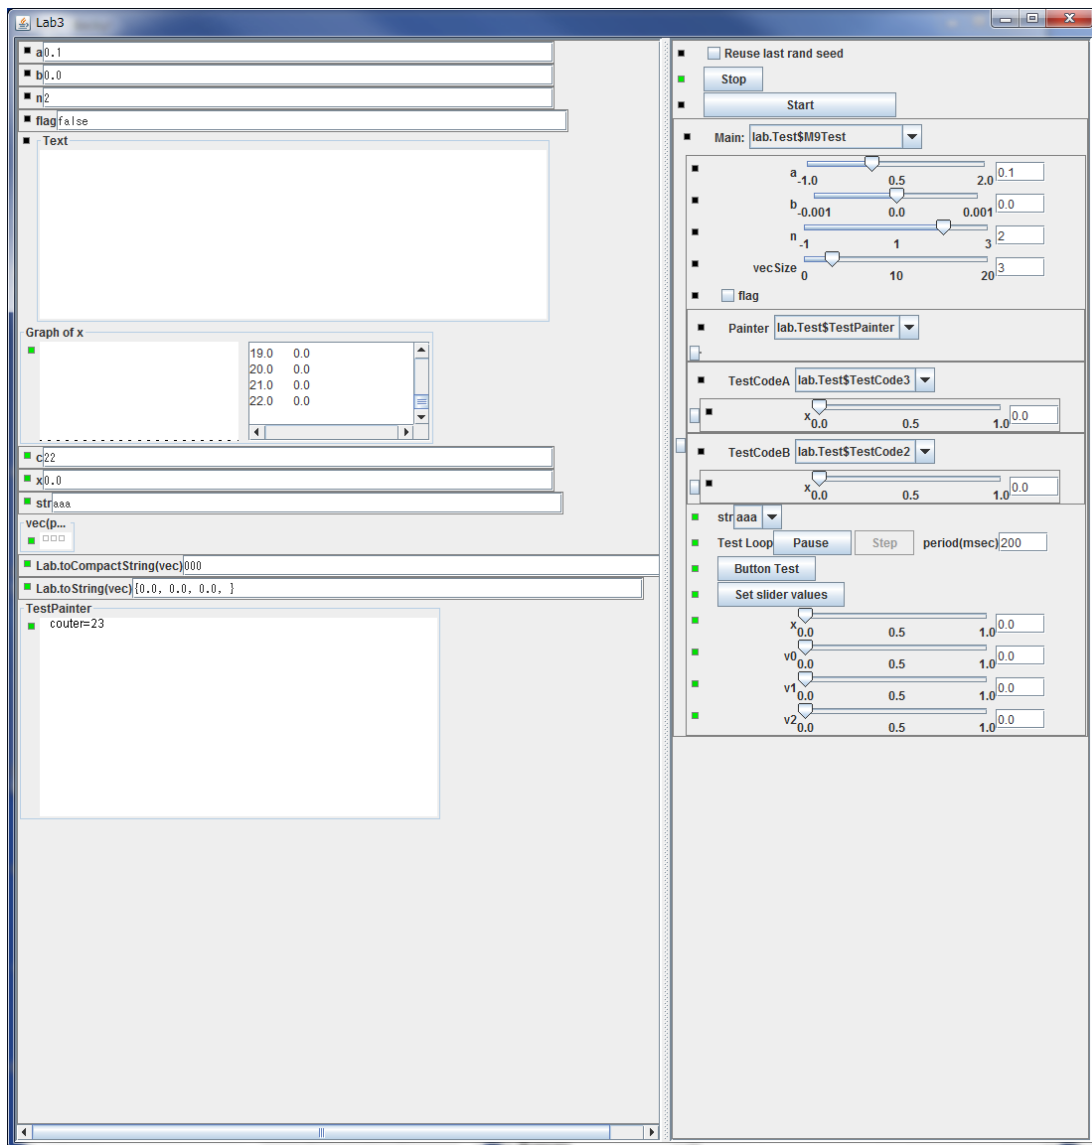 Lab3
a 0.1
b 0.0
n 2
flag false
Text
Graph of x
19.0 0.0
20.0 0.0
21.0 0.0
22.0 0.0
c 22
x 0.0
str aaa
vec(p...
Lab.toCompactString(vec) 000
Lab.toString(vec) {0.0, 0.0, 0.0, }
TestPainter
couter=23
Reuse last rand seed
Stop
Start
Main: lab.Test$M9Test
a -1.0 0.5 2.0 0.1
b -0.001 0.0 0.001 0.0
n -1 1 3 2
vecSize 0 10 20 3
flag
Painter lab.Test$TestPainter
TestCodeA lab.Test$TestCode3
x 0.0 0.5 1.0 0.0
TestCodeB lab.Test$TestCode2
x 0.0 0.5 1.0 0.0
str aaa
Test Loop Pause Step period(msec) 200
Button Test
Set slider values
x 0.0 0.5 1.0 0.0
v0 0.0 0.5 1.0 0.0
v1 0.0 0.5 1.0 0.0
v2 0.0 0.5 1.0 0.0